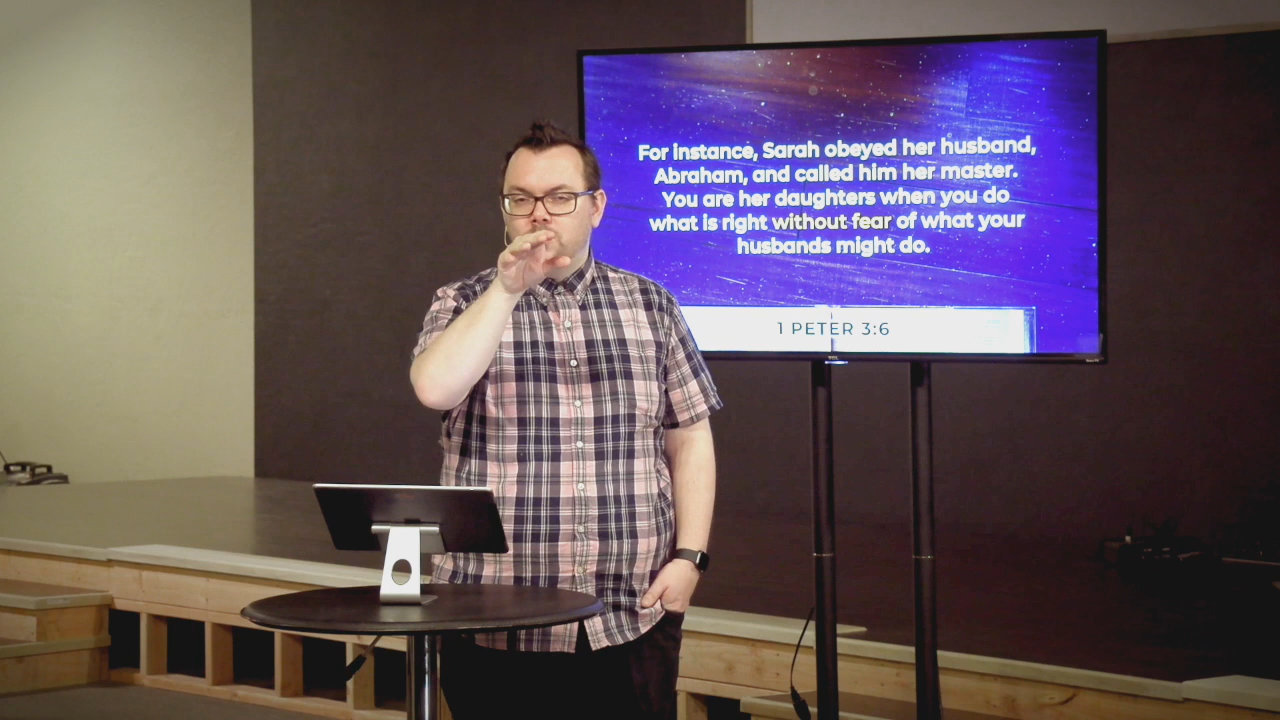 For instance, Sarah obeyed her husband,
Abraham, and called him her master.
You are her daughters when you do
what is right without fear of what your
husbands might do.
1 PETER 3:6
TCL